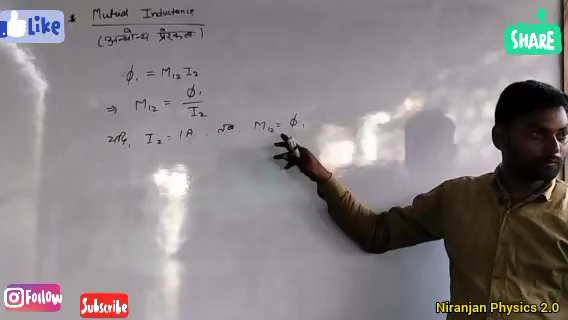 Like
* Mutual Inductance
(अन्योन्य प्रेरकत्व)
SHARE
ϕ₁ = M₁₂ I₂
⇒ M₁₂ = ϕ₁ / I₂
यदि, I₂ = 1A, तब, M₁₂ = ϕ₁
Follow
Subscribe
Niranjan Physics 2.0